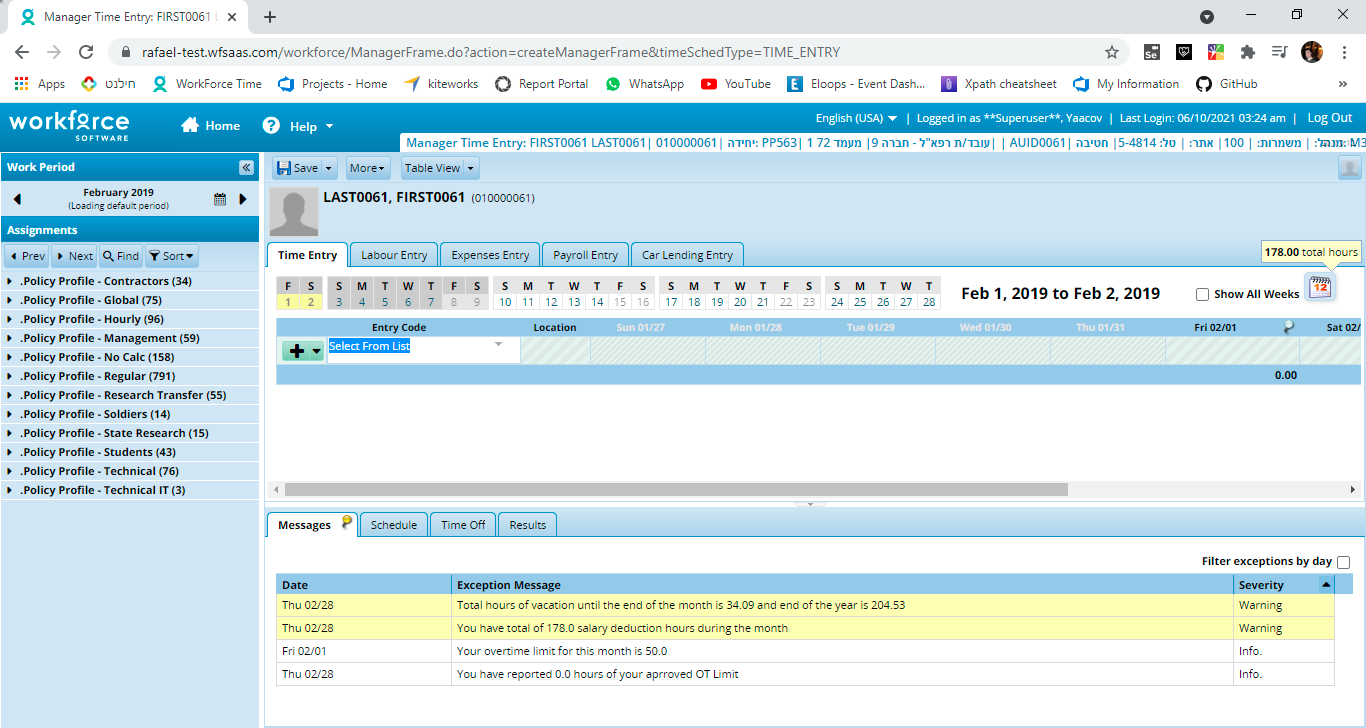 Manager Time Entry: FIRST0061 L
rafael-test.wfsaas.com/workforce/ManagerFrame.do?action=createManagerFrame&timeSchedType=TIME_ENTRY
Apps חילנט WorkForce Time Projects - Home kiteworks Report Portal WhatsApp YouTube Eloops - Event Dash... Xpath cheatsheet My Information GitHub »
workforce SOFTWARE Home Help
English (USA) | Logged in as **Superuser**, Yaacov | Last Login: 06/10/2021 03:24 am | Log Out
Manager Time Entry: FIRST0061 LAST0061| 010000061| יחידה: PP563| 1 72 מעמד |9 עובד/ת רפא"ל - חברה| | AUID0061| חטיבה
Work Period «
February 2019
(Loading default period)
Assignments
Prev Next Find Sort
.Policy Profile - Contractors (34)
.Policy Profile - Global (75)
.Policy Profile - Hourly (96)
.Policy Profile - Management (59)
.Policy Profile - No Calc (158)
.Policy Profile - Regular (791)
.Policy Profile - Research Transfer (55)
.Policy Profile - Soldiers (14)
.Policy Profile - State Research (15)
.Policy Profile - Students (43)
.Policy Profile - Technical (76)
.Policy Profile - Technical IT (3)
Save More Table View
LAST0061, FIRST0061 (010000061)
Time Entry Labour Entry Expenses Entry Payroll Entry Car Lending Entry
178.00 total hours
F S S M T W T F S S M T W T F S S M T W T F S S M T W T
1 2 3 4 5 6 7 8 9 10 11 12 13 14 15 16 17 18 19 20 21 22 23 24 25 26 27 28
Feb 1, 2019 to Feb 2, 2019 Show All Weeks 12
Entry Code Location Sun 01/27 Mon 01/28 Tue 01/29 Wed 01/30 Thu 01/31 Fri 02/01 Sat 02/
Select From List
0.00
Messages Schedule Time Off Results
Filter exceptions by day
Date Exception Message Severity
Thu 02/28 Total hours of vacation until the end of the month is 34.09 and end of the year is 204.53 Warning
Thu 02/28 You have total of 178.0 salary deduction hours during the month Warning
Fri 02/01 Your overtime limit for this month is 50.0 Info.
Thu 02/28 You have reported 0.0 hours of your aprroved OT Limit Info.